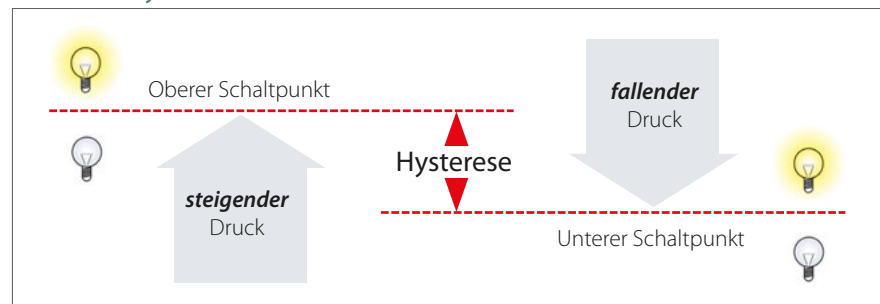 Oberer Schaltpunkt
steigender
Druck
Hysterese
fallender
Druck
Unterer Schaltpunkt